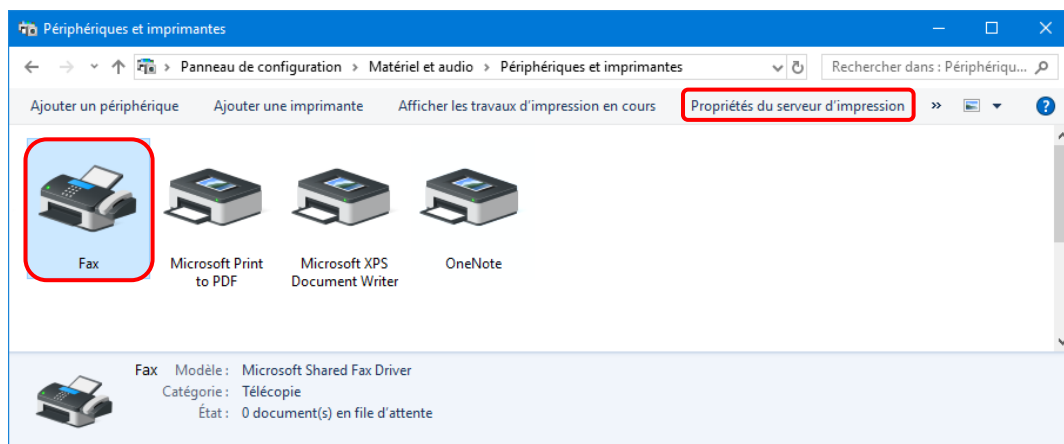 Périphériques et imprimantes
Panneau de configuration > Matériel et audio > Périphériques et imprimantes
Rechercher dans : Périphériqu...
Ajouter un périphérique Ajouter une imprimante Afficher les travaux d'impression en cours Propriétés du serveur d'impression »
Fax
Microsoft Print
to PDF
Microsoft XPS
Document Writer
OneNote
Fax Modèle : Microsoft Shared Fax Driver
Catégorie : Télécopie
État : 0 document(s) en file d'attente